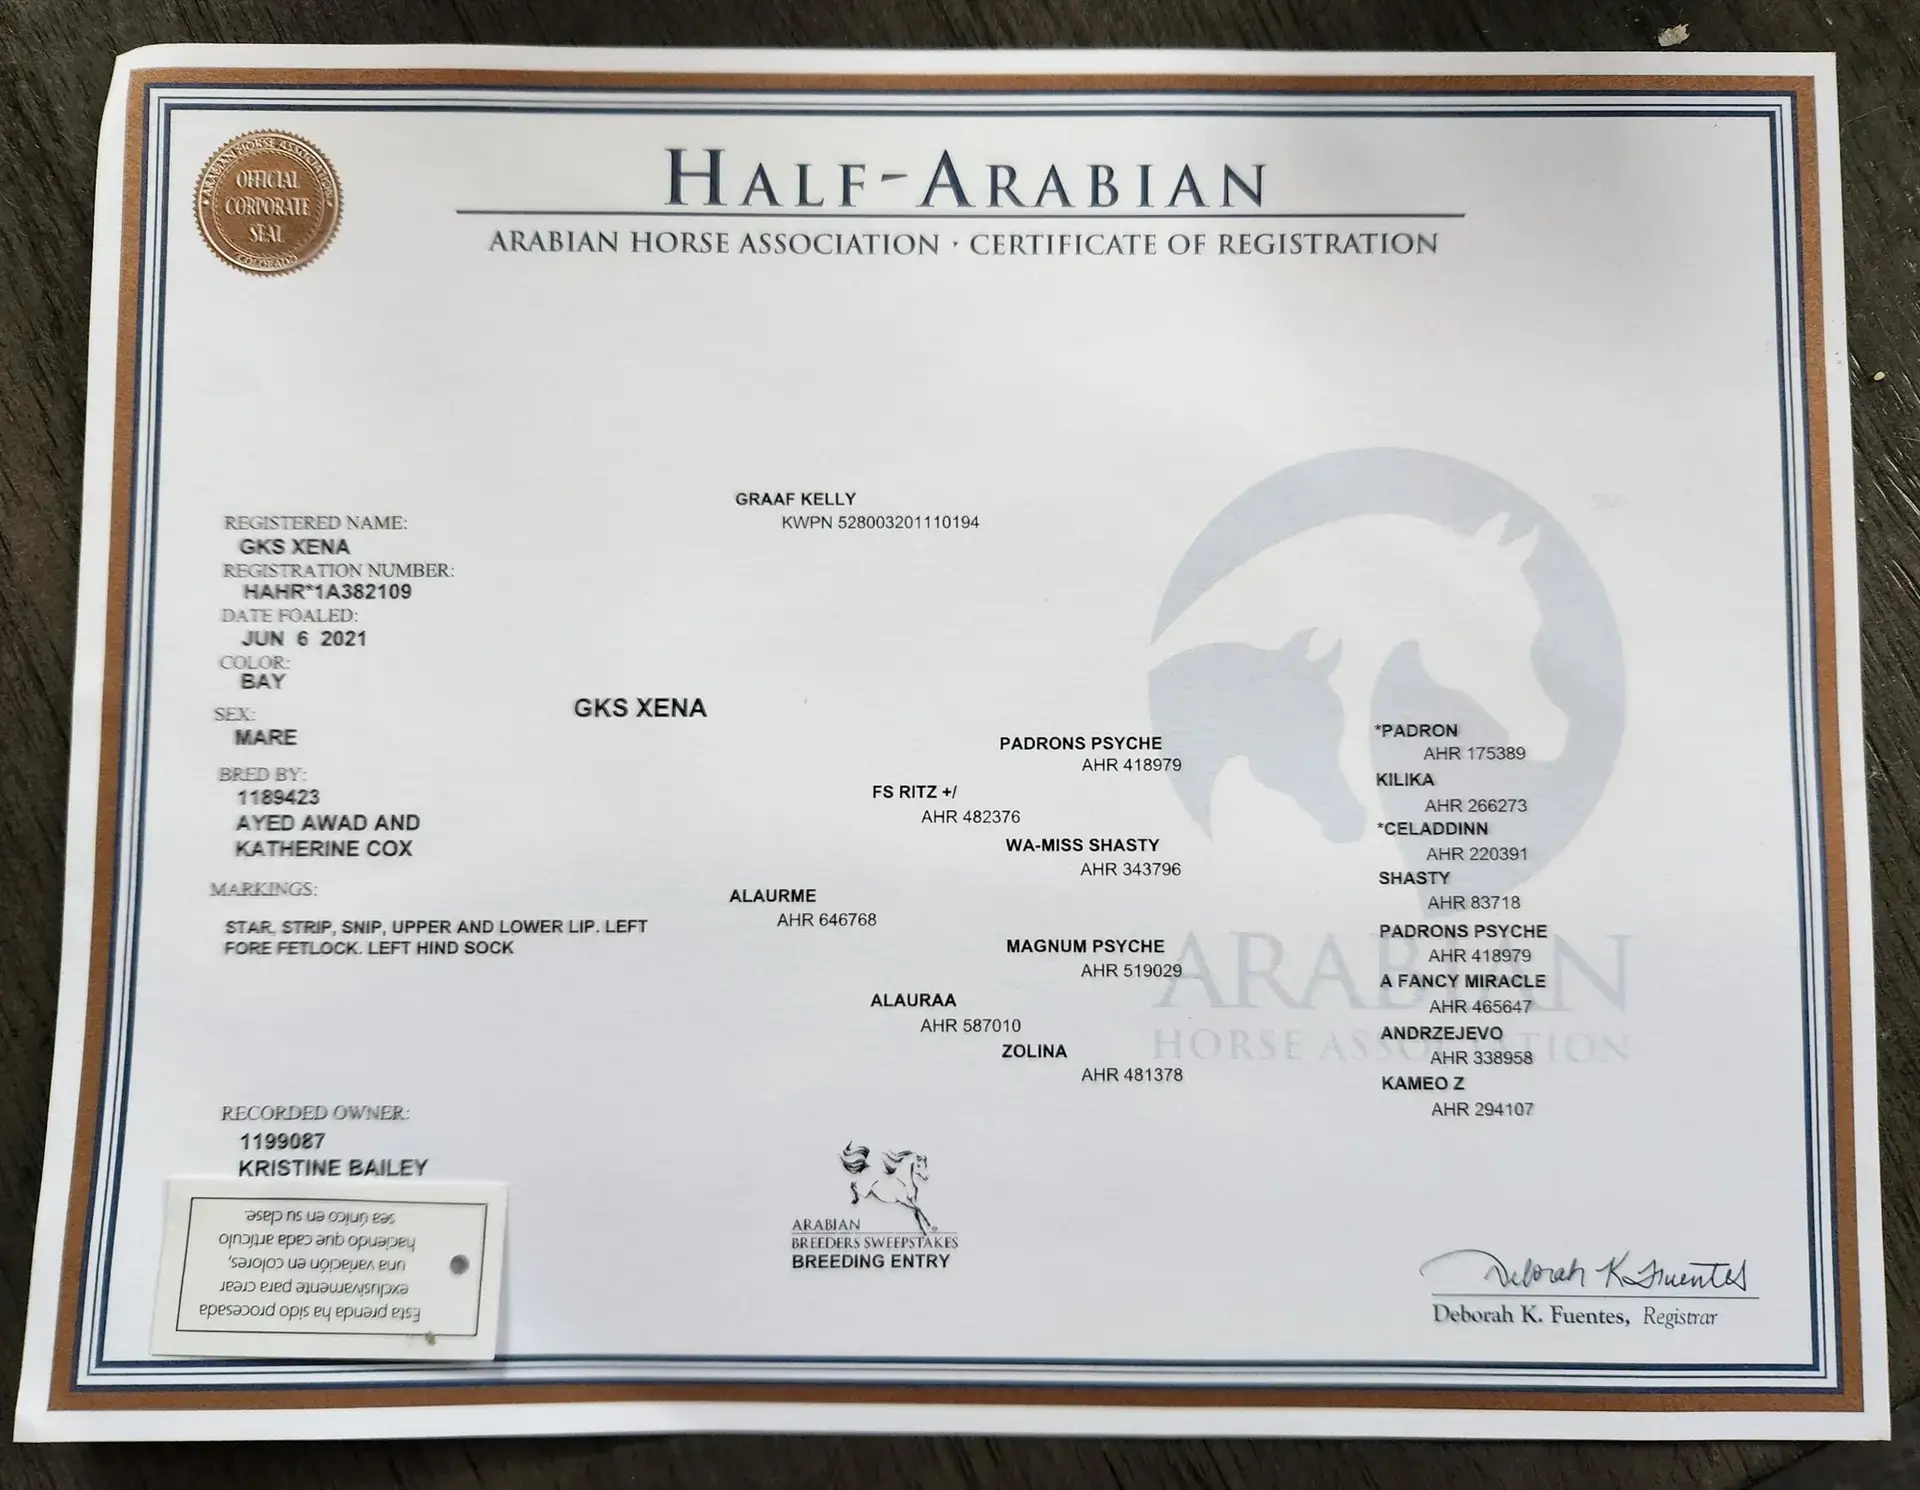 ARABIAN HORSE ASSOCIATION
OFFICIAL
CORPORATE
SEAL
COLORADO
HALF-ARABIAN
ARABIAN HORSE ASSOCIATION · CERTIFICATE OF REGISTRATION
REGISTERED NAME:
GKS XENA
REGISTRATION NUMBER:
HAHR*1A382109
DATE FOALED:
JUN 6 2021
COLOR:
BAY
SEX:
MARE
BRED BY:
1189423
AYED AWAD AND
KATHERINE COX
MARKINGS:
STAR. STRIP, SNIP, UPPER AND LOWER LIP. LEFT
FORE FETLOCK. LEFT HIND SOCK
RECORDED OWNER:
1199087
KRISTINE BAILEY
GKS XENA
GRAAF KELLY
KWPN 528003201110194
ALAURME
AHR 646768
FS RITZ +/
AHR 482376
ALAURAA
AHR 587010
PADRONS PSYCHE
AHR 418979
WA-MISS SHASTY
AHR 343796
MAGNUM PSYCHE
AHR 519029
ZOLINA
AHR 481378
*PADRON
AHR 175389
KILIKA
AHR 266273
*CELADDINN
AHR 220391
SHASTY
AHR 83718
PADRONS PSYCHE
AHR 418979
A FANCY MIRACLE
AHR 465647
ANDRZEJEVO
AHR 338958
KAMEO Z
AHR 294107
ARABIAN
HORSE ASSOCIATION
Esta prenda ha sido procesada
exclusivamente para crear
una variación en colores,
haciendo que cada artículo
sea único en su clase.
ARABIAN
BREEDERS SWEEPSTAKES
BREEDING ENTRY
Deborah K Fuentes
Deborah K. Fuentes, Registrar